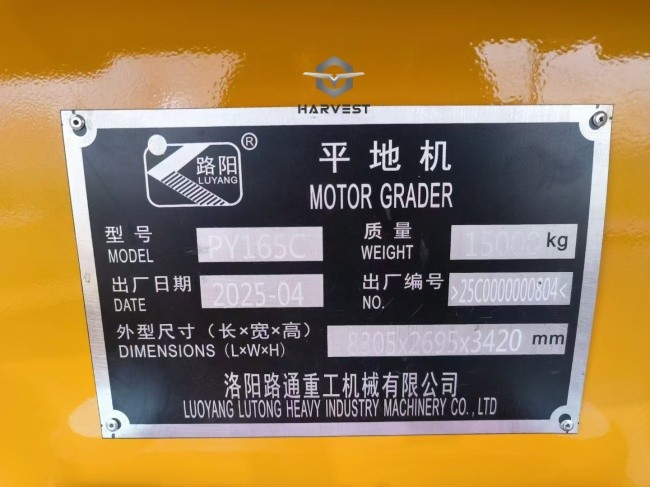 HARVEST
路阳 ®
LUYANG
平地机
MOTOR GRADER
型号 PY165C 质量 15000 kg
MODEL WEIGHT
出厂日期 2025-04 出厂编号 >25C0000000804<
DATE NO.
外型尺寸（长×宽×高） 8305x2695x3420 mm
DIMENSIONS (L×W×H)
洛阳路通重工机械有限公司
LUOYANG LUTONG HEAVY INDUSTRY MACHINERY CO., LTD